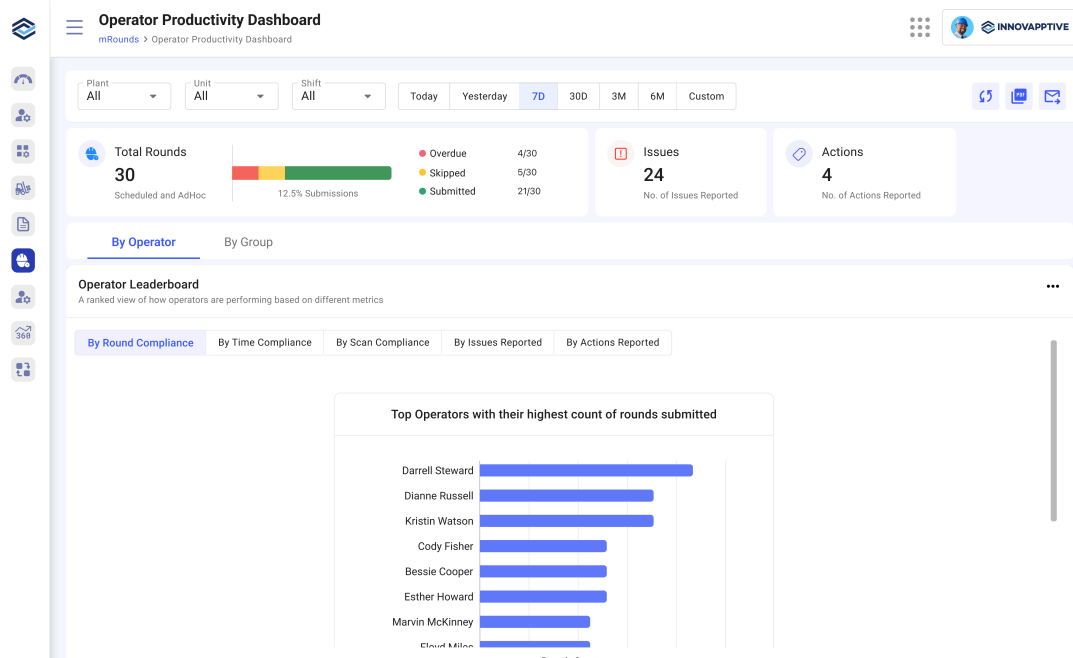 Operator Productivity Dashboard
mRounds > Operator Productivity Dashboard
INNOVAPPTIVE
Plant
All
Unit
All
Shift
All
Today
Yesterday
7D
30D
3M
6M
Custom
PDF
Total Rounds
30
Scheduled and AdHoc
12.5% Submissions
Overdue 4/30
Skipped 5/30
Submitted 21/30
Issues
24
No. of Issues Reported
Actions
4
No. of Actions Reported
By Operator
By Group
Operator Leaderboard
A ranked view of how operators are performing based on different metrics
360
By Round Compliance
By Time Compliance
By Scan Compliance
By Issues Reported
By Actions Reported
Top Operators with their highest count of rounds submitted
Darrell Steward
Dianne Russell
Kristin Watson
Cody Fisher
Bessie Cooper
Esther Howard
Marvin McKinney
Floyd Miles